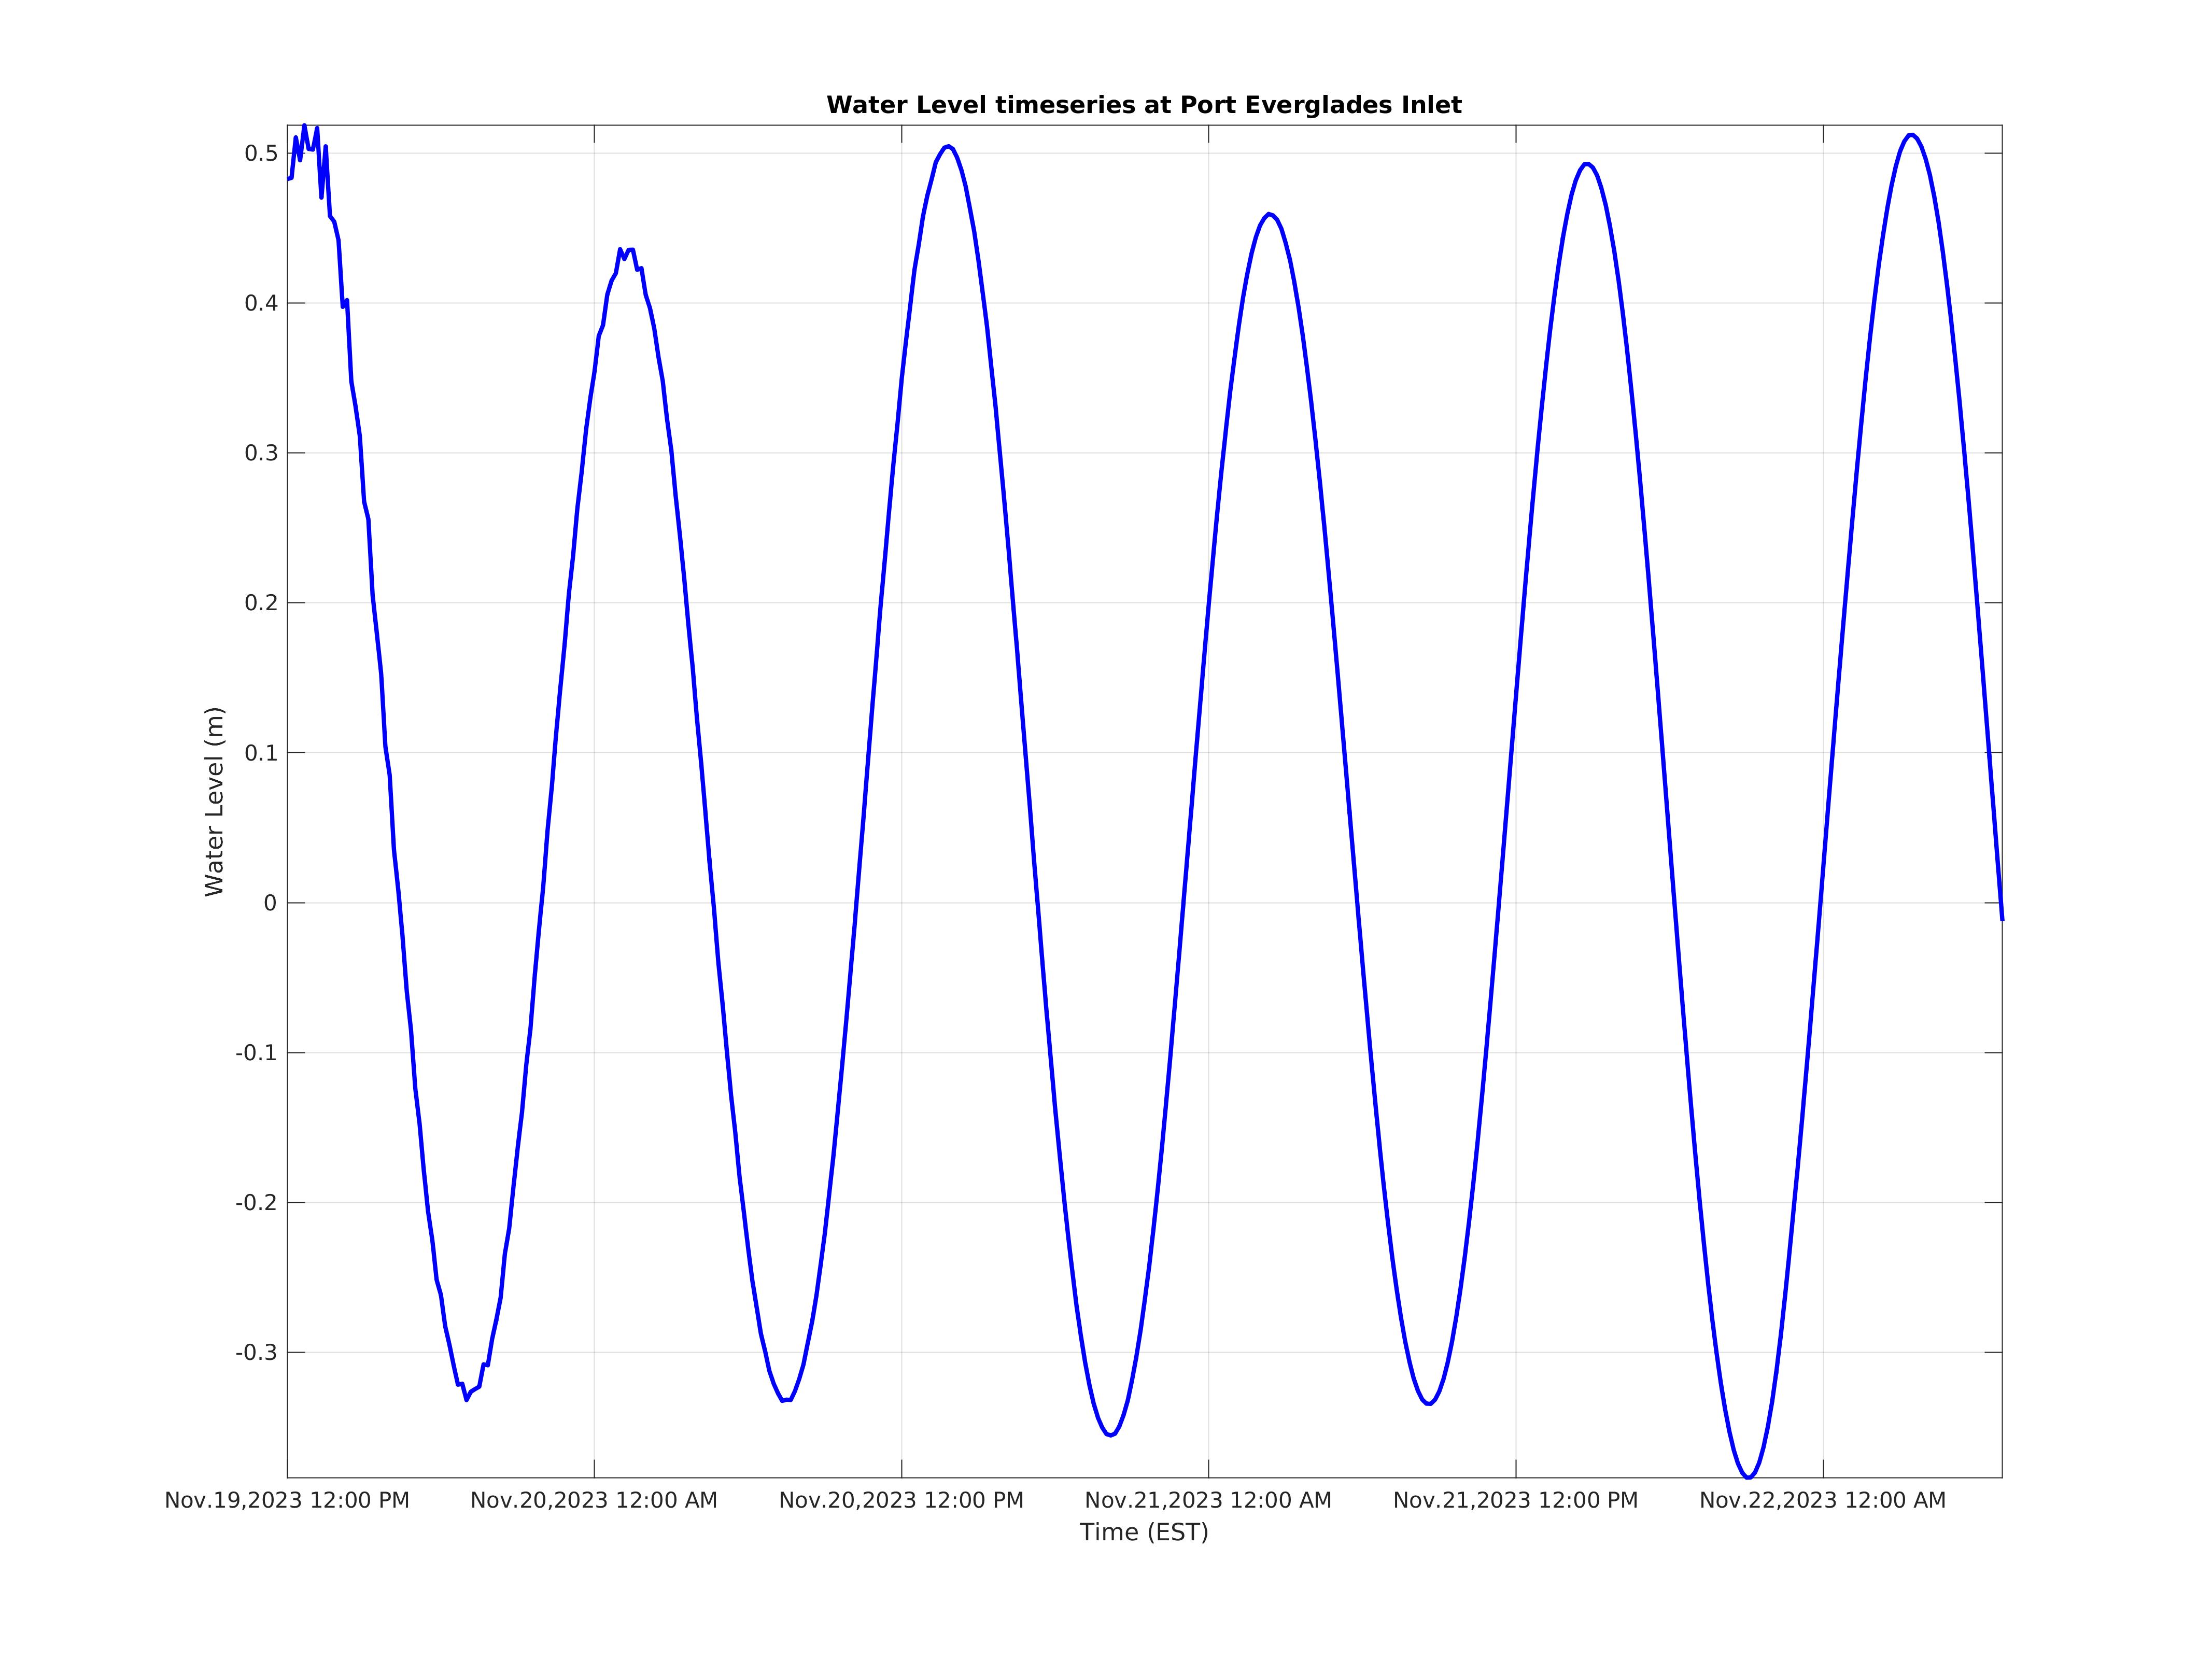 Water Level timeseries at Port Everglades Inlet
0.5
0.4
0.3
0.2
0.1
0
-0.1
-0.2
-0.3
Water Level (m)
Nov.19,2023 12:00 PM Nov.20,2023 12:00 AM Nov.20,2023 12:00 PM Nov.21,2023 12:00 AM Nov.21,2023 12:00 PM Nov.22,2023 12:00 AM
Time (EST)